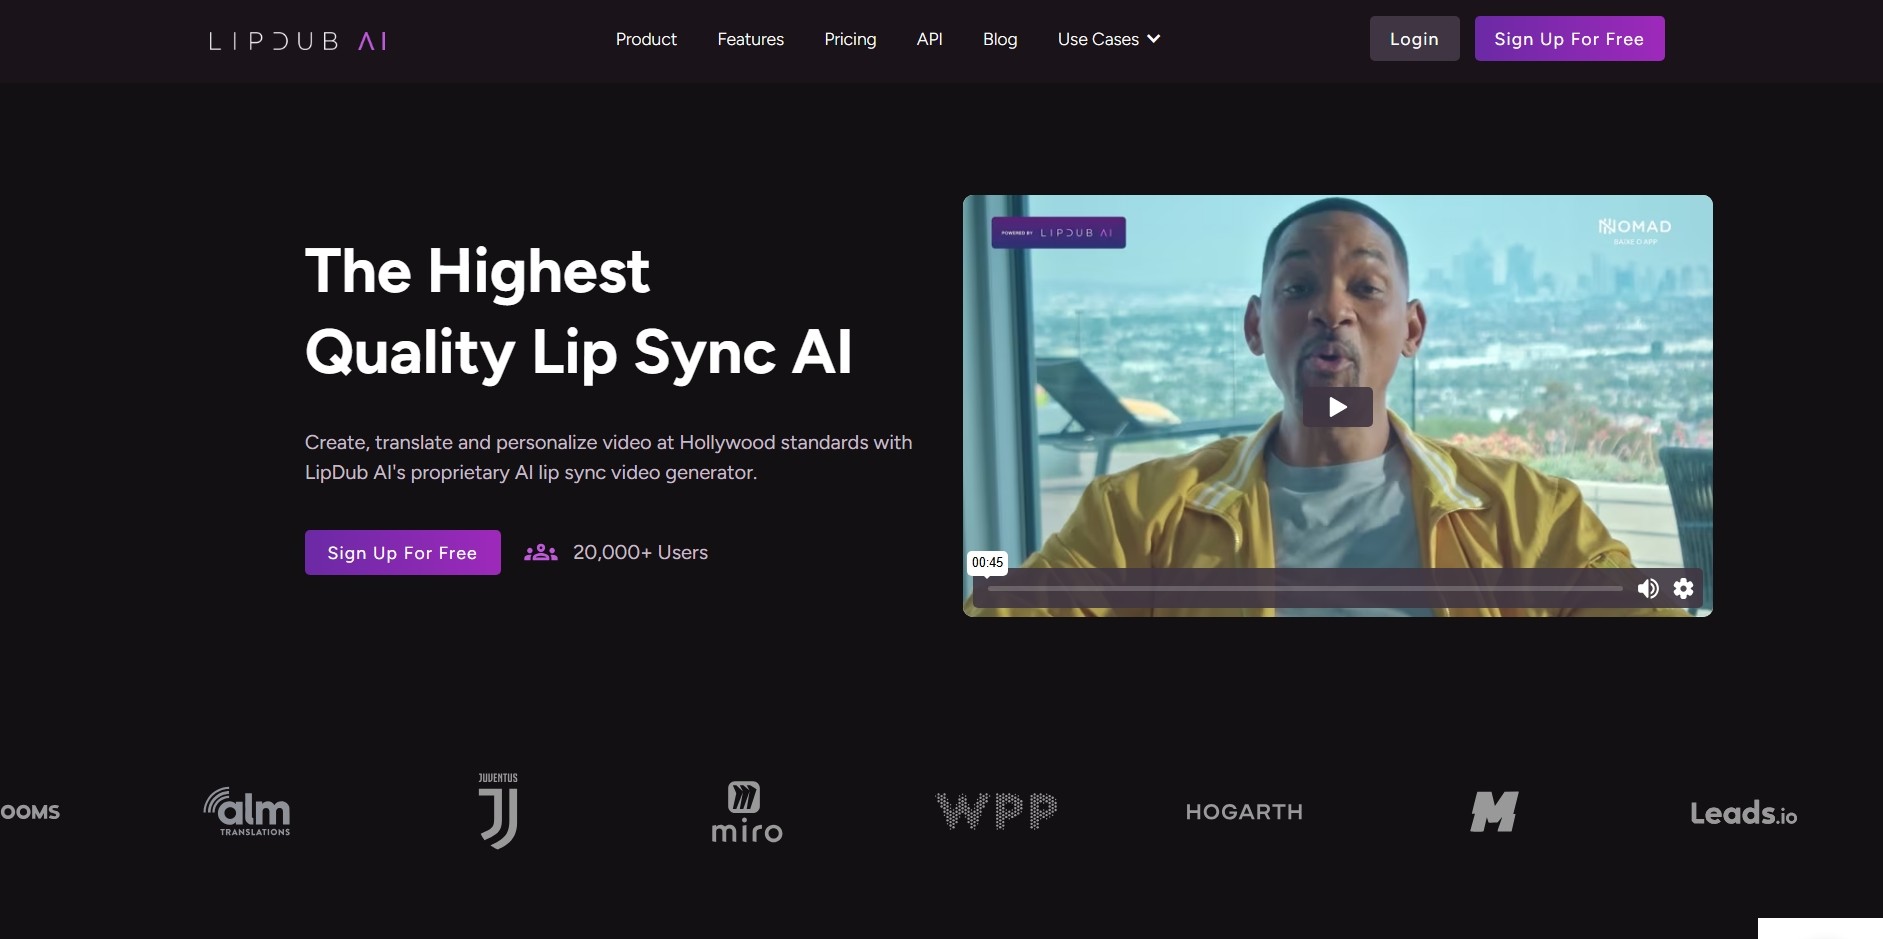 LIPDUB AI
Product
Features
Pricing
API
Blog
Use Cases
Login
Sign Up For Free
The Highest
Quality Lip Sync AI
Create, translate and personalize video at Hollywood standards with
LipDub AI's proprietary AI lip sync video generator.
Sign Up For Free
20,000+ Users
POWERED BY LIPDUB AI
NOMAD
BAIXE O APP
00:45
OOMS
alm
TRANSLATIONS
JUVENTUS
miro
WPP
HOGARTH
M
Leads.io